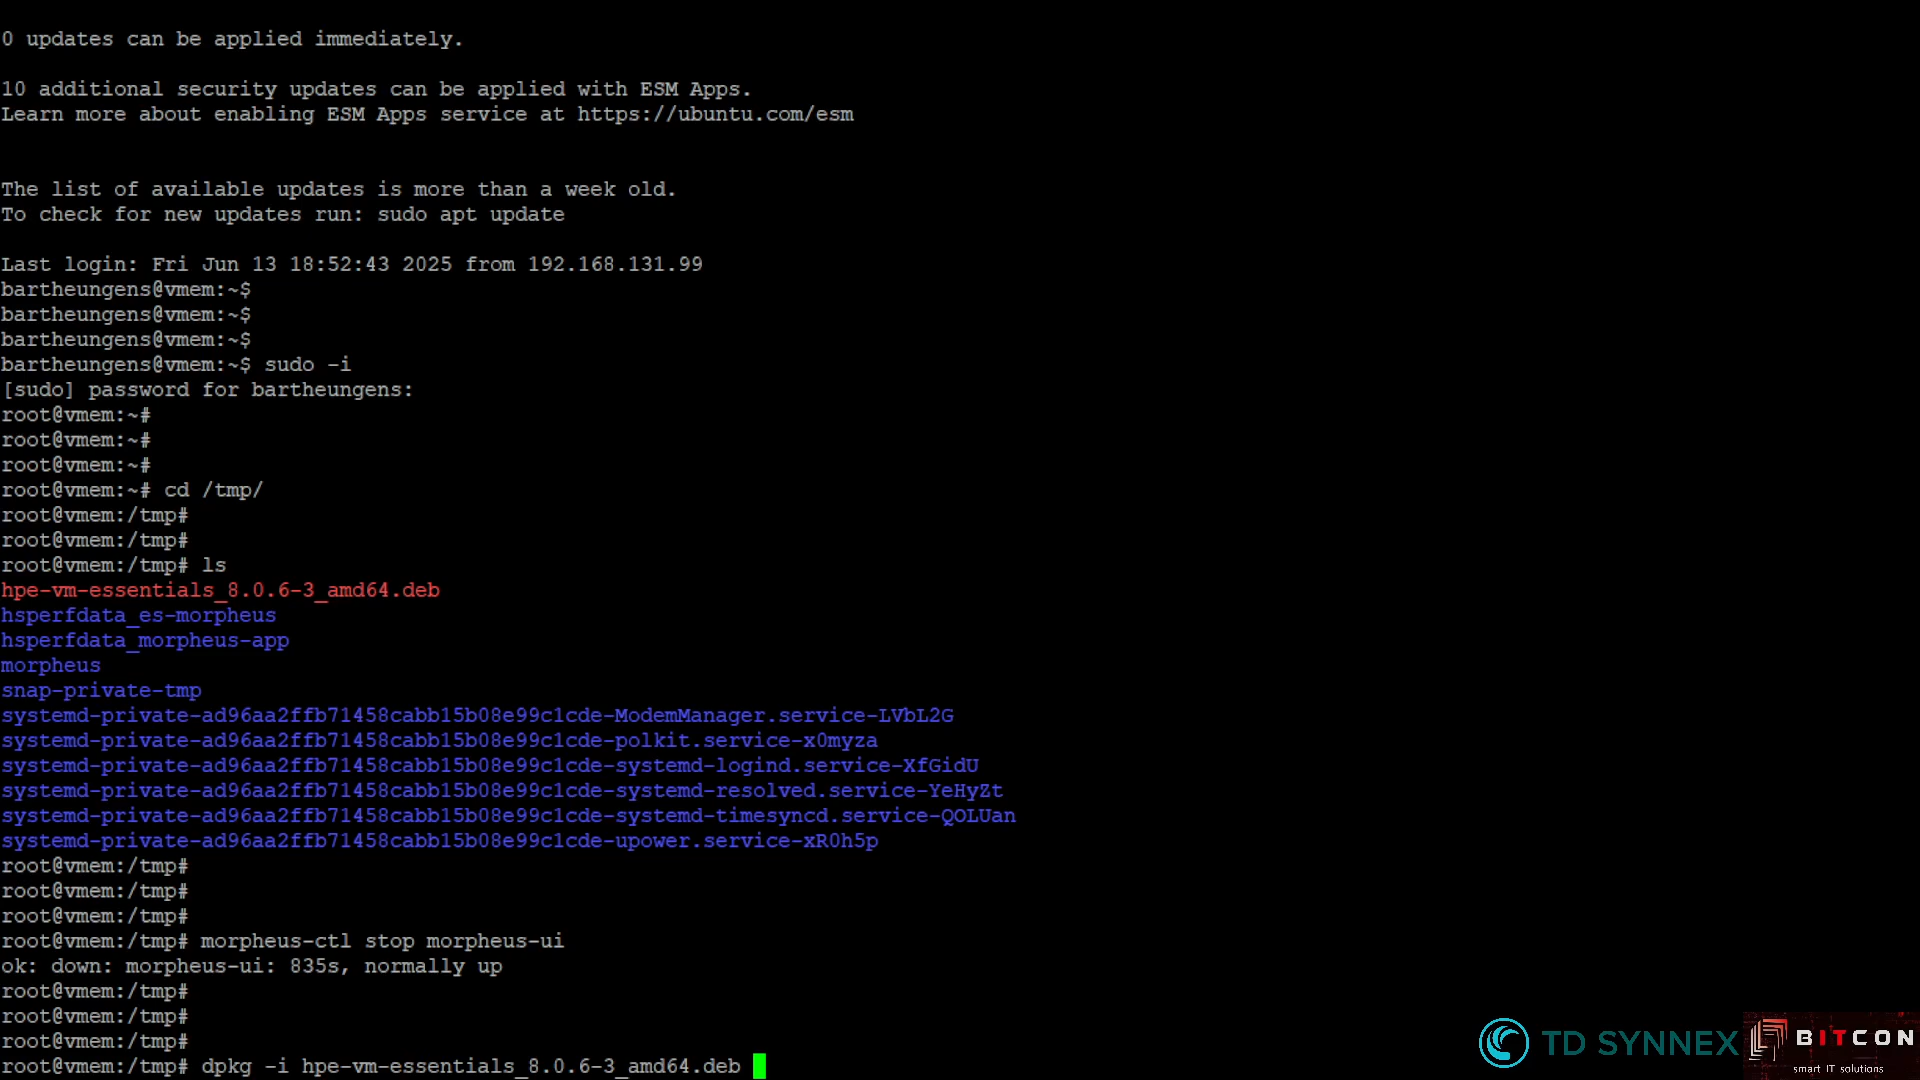 0 updates can be applied immediately.
10 additional security updates can be applied with ESM Apps.
Learn more about enabling ESM Apps service at https://ubuntu.com/esm
The list of available updates is more than a week old.
To check for new updates run: sudo apt update
Last login: Fri Jun 13 18:52:43 2025 from 192.168.131.99
bartheungens@vmem:~$
bartheungens@vmem:~$
bartheungens@vmem:~$
bartheungens@vmem:~$ sudo -i
[sudo] password for bartheungens:
root@vmem:~#
root@vmem:~#
root@vmem:~#
root@vmem:~# cd /tmp/
root@vmem:/tmp#
root@vmem:/tmp#
root@vmem:/tmp# ls
hpe-vm-essentials_8.0.6-3_amd64.deb
hsperfdata_es-morpheus
hsperfdata_morpheus-app
morpheus
snap-private-tmp
systemd-private-ad96aa2ffb71458cabb15b08e99c1cde-ModemManager.service-LVbL2G
systemd-private-ad96aa2ffb71458cabb15b08e99c1cde-polkit.service-x0myza
systemd-private-ad96aa2ffb71458cabb15b08e99c1cde-systemd-logind.service-XfGidU
systemd-private-ad96aa2ffb71458cabb15b08e99c1cde-systemd-resolved.service-YeHyZt
systemd-private-ad96aa2ffb71458cabb15b08e99c1cde-systemd-timesyncd.service-QOLUan
systemd-private-ad96aa2ffb71458cabb15b08e99c1cde-upower.service-xR0h5p
root@vmem:/tmp#
root@vmem:/tmp#
root@vmem:/tmp#
root@vmem:/tmp# morpheus-ctl stop morpheus-ui
ok: down: morpheus-ui: 835s, normally up
root@vmem:/tmp#
root@vmem:/tmp#
root@vmem:/tmp#
root@vmem:/tmp# dpkg -i hpe-vm-essentials_8.0.6-3_amd64.deb
TD SYNNEX
BITCON
smart IT solutions